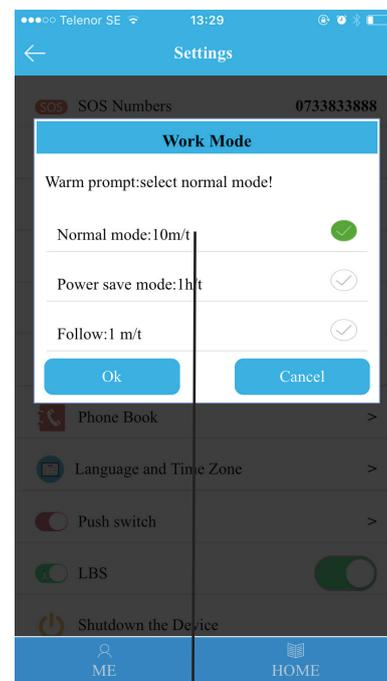 Telenor SE 13:29
Settings
SOS SOS Numbers 0733833888
Work Mode
Warm prompt:select normal mode!
Normal mode:10m/t
Power save mode:1h/t
Follow:1 m/t
Ok Cancel
Phone Book >
Language and Time Zone >
Push switch >
LBS
Shutdown the Device
ME HOME